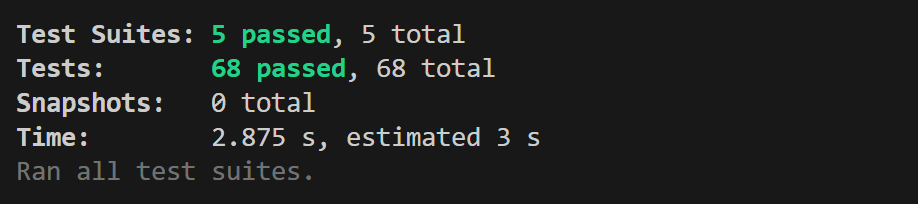 Test Suites: 5 passed, 5 total
Tests:       68 passed, 68 total
Snapshots:   0 total
Time:        2.875 s, estimated 3 s
Ran all test suites.